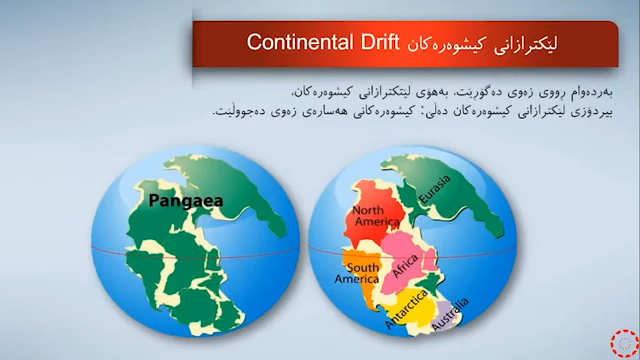 لێکترازانی کیشوەرەکان Continental Drift
بەردەوام ڕووی زەوی دەگۆڕێت، بەهۆی لێتکترازانی کیشوەرەکان،
بیردۆزی لێکترازانی کیشوەرەکان دەڵێ: کیشوەرەکانی هەسارەی زەوی دەجووڵێت.
Pangaea
Eurasia
North
America
South
America
Africa
Antarctica
Australia